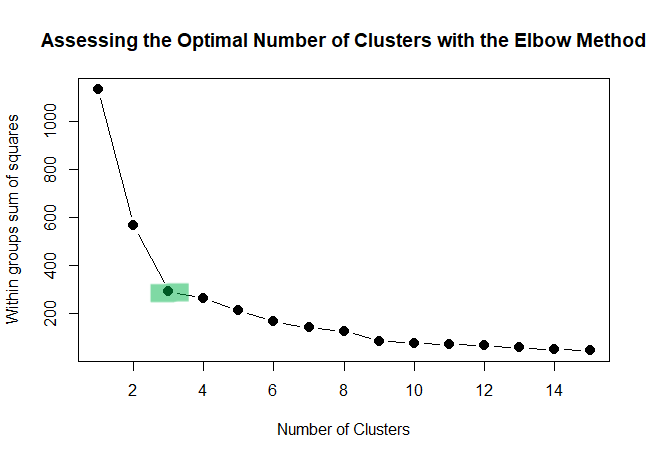 Assessing the Optimal Number of Clusters with the Elbow Method
Within groups sum of squares
1000
800
600
400
200
2 4 6 8 10 12 14
Number of Clusters